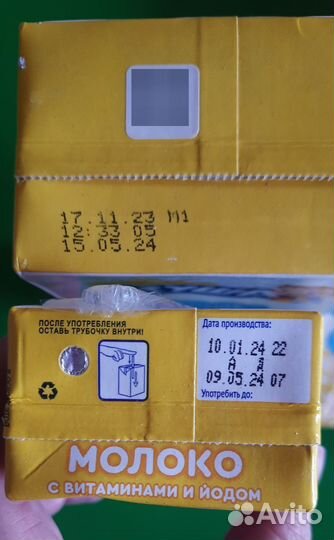 17.11.23 М1
12:33 05
15.05.24
ПОСЛЕ УПОТРЕБЛЕНИЯ
ОСТАВЬ ТРУБОЧКУ ВНУТРИ!
Дата производства:
10.01.24 22
А Д
09.05.24 07
Употребить до:
МОЛОКО
С ВИТАМИНАМИ И ЙОДОМ
Avito